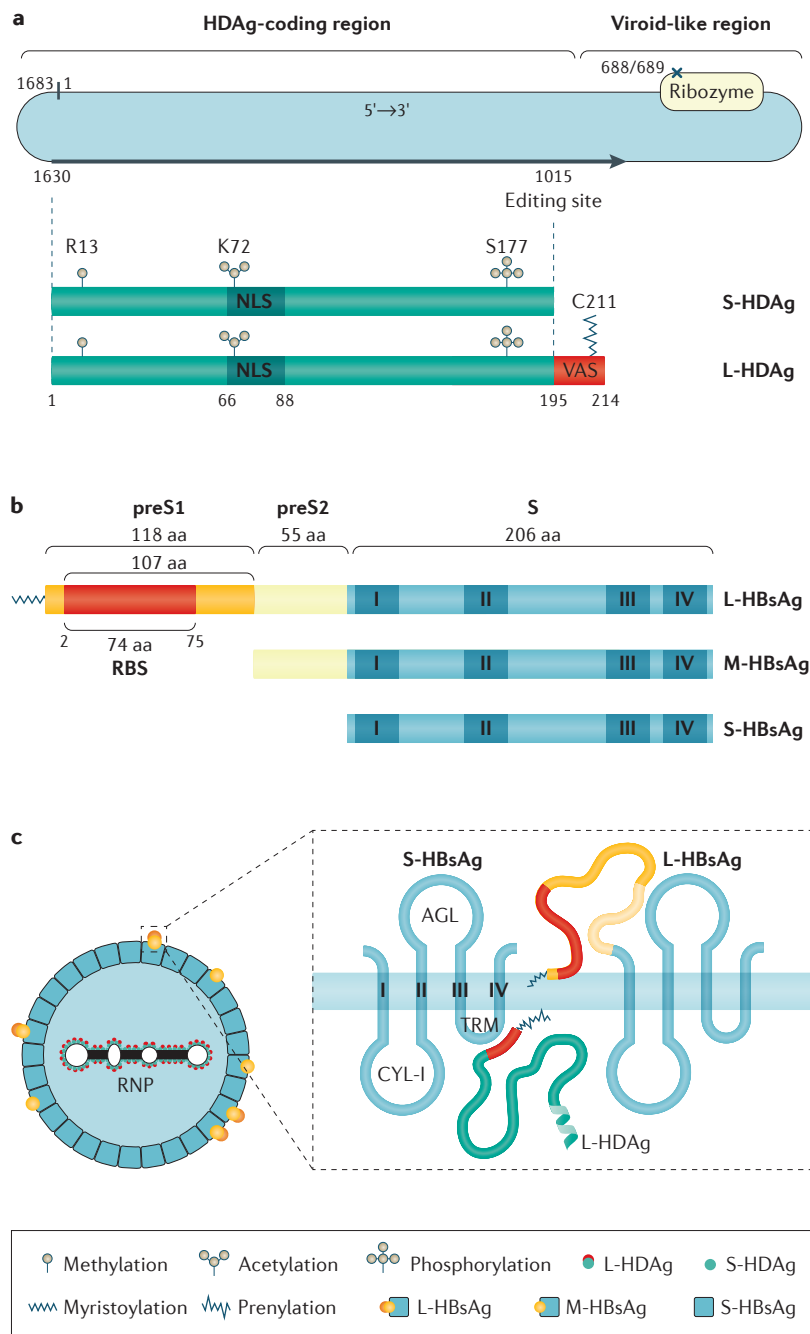 a
HDAg-coding region Viroid-like region
1683 1 688/689
Ribozyme
5'→3'
1630 1015
Editing site
R13 K72 S177
C211
NLS S-HDAg
NLS VAS L-HDAg
1 66 88 195 214
b
preS1 preS2 S
118 aa 55 aa 206 aa
107 aa
I II III IV L-HBsAg
2 74 aa 75
RBS
I II III IV M-HBsAg
I II III IV S-HBsAg
c
S-HBsAg L-HBsAg
AGL
I II III IV
TRM
CYL-I
RNP
L-HDAg
Methylation Acetylation Phosphorylation L-HDAg S-HDAg
Myristoylation Prenylation L-HBsAg M-HBsAg S-HBsAg